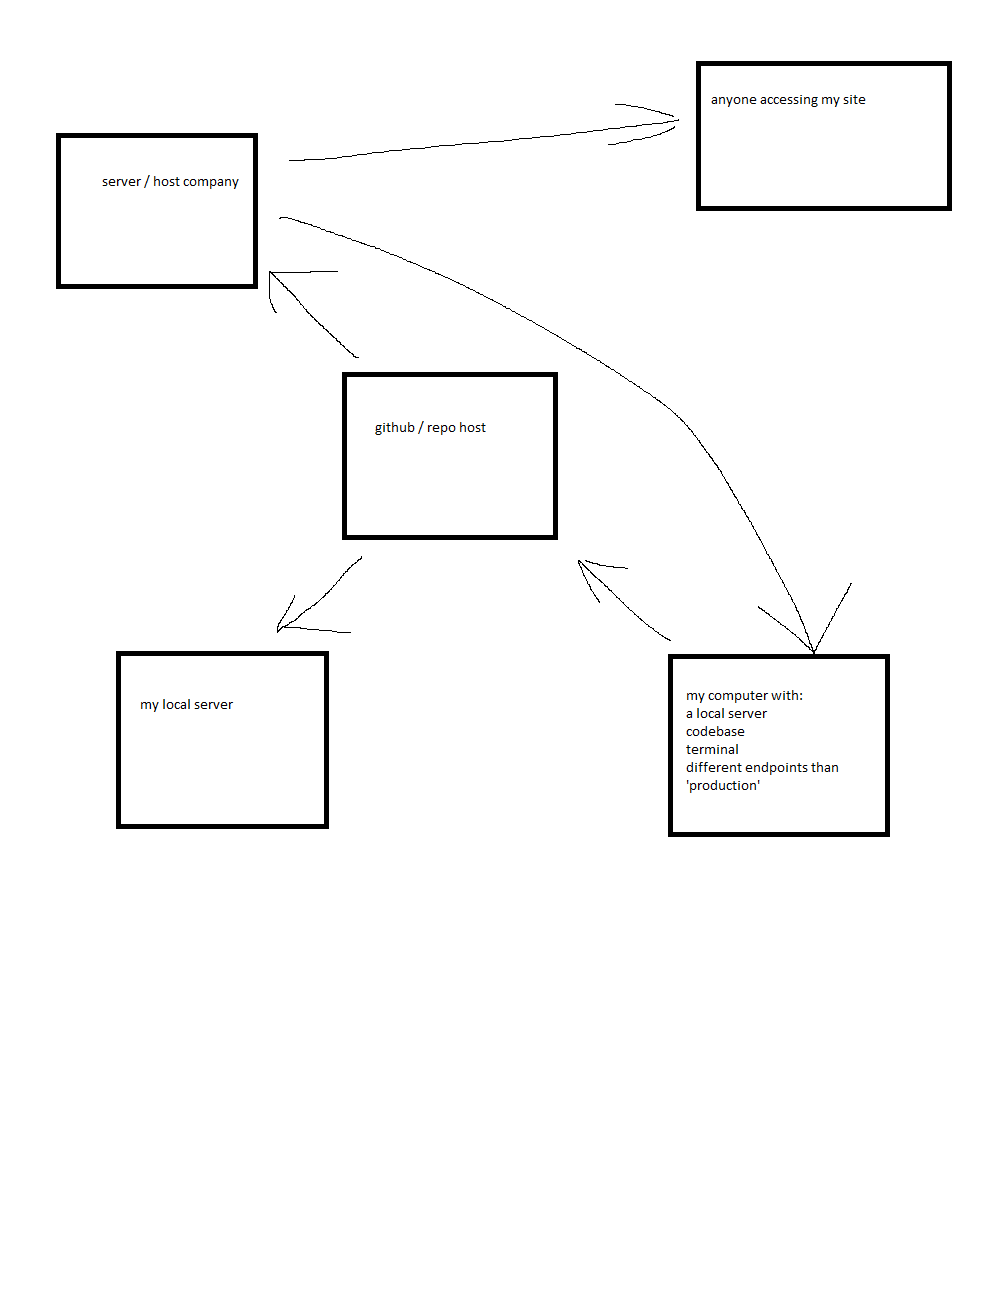 anyone accessing my site
server / host company
github / repo host
my local server
my computer with:
a local server
codebase
terminal
different endpoints than
'production'